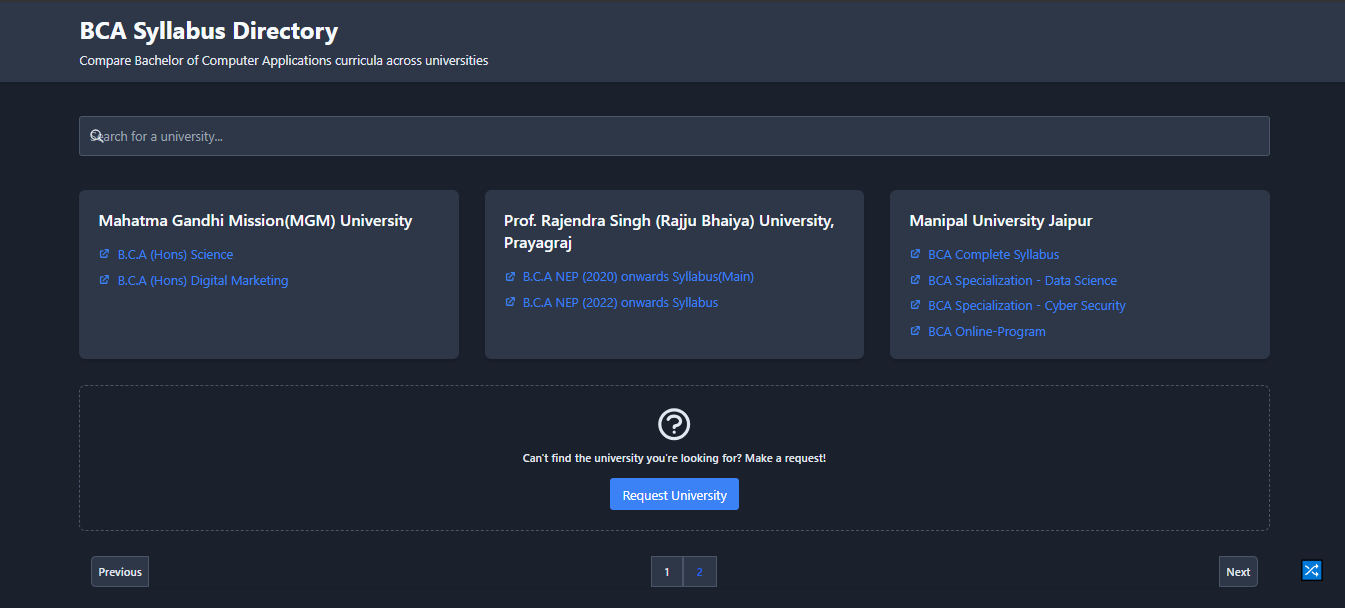 BCA Syllabus Directory
Compare Bachelor of Computer Applications curricula across universities
Search for a university...
Mahatma Gandhi Mission(MGM) University
B.C.A (Hons) Science
B.C.A (Hons) Digital Marketing
Prof. Rajendra Singh (Rajju Bhaiya) University,
Prayagraj
B.C.A NEP (2020) onwards Syllabus(Main)
B.C.A NEP (2022) onwards Syllabus
Manipal University Jaipur
BCA Complete Syllabus
BCA Specialization - Data Science
BCA Specialization - Cyber Security
BCA Online-Program
Can't find the university you're looking for? Make a request!
Request University
Previous
1
2
Next